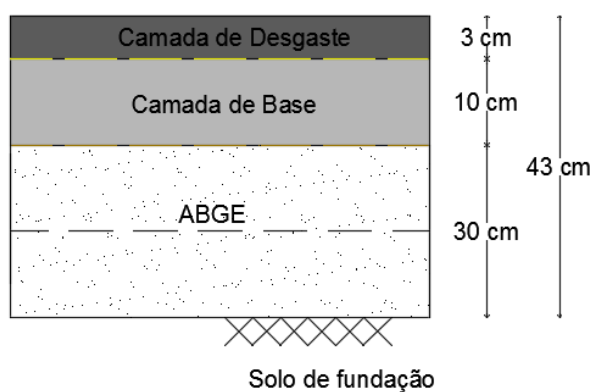 Camada de Desgaste
3 cm
Camada de Base
10 cm
43 cm
ABGE
30 cm
Solo de fundação